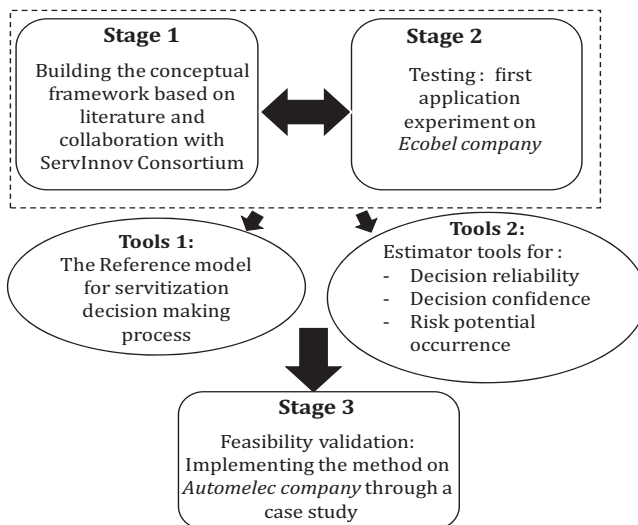 Stage 1
Building the conceptual
framework based on
literature and
collaboration with
ServInnov Consortium
Stage 2
Testing : first
application
experiment on
Ecobel company
Tools 1:
The Reference model
for servitization
decision making
process
Tools 2:
Estimator tools for :
- Decision reliability
- Decision confidence
- Risk potential
occurrence
Stage 3
Feasibility validation:
Implementing the method on
Automelec company through a
case study